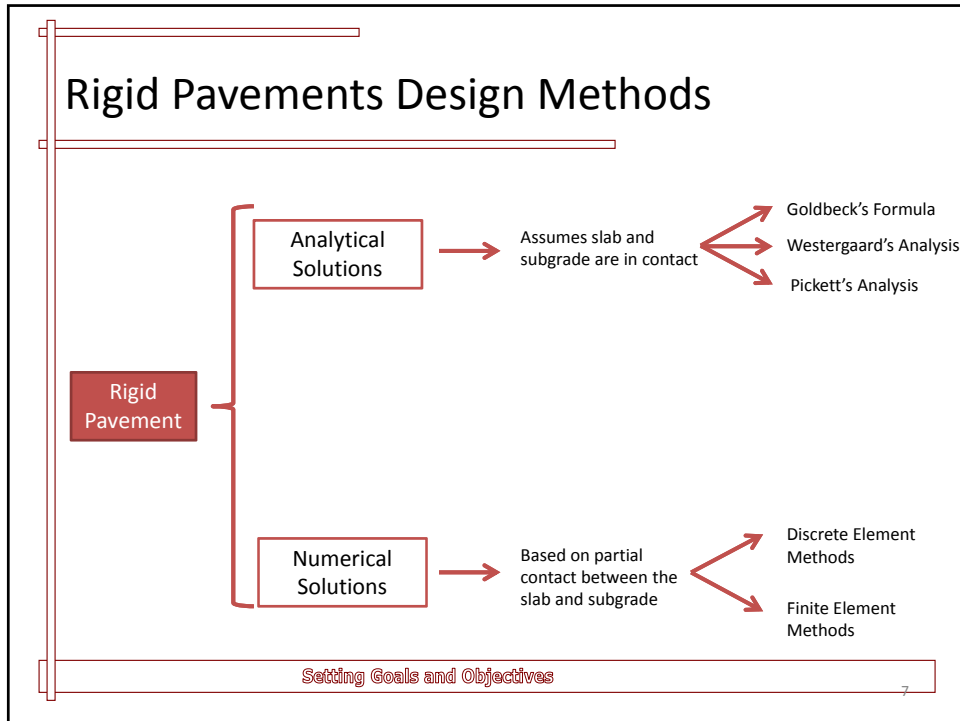 Rigid Pavements Design Methods
Analytical
Solutions
Assumes slab and
subgrade are in contact
Goldbeck’s Formula
Westergaard’s Analysis
Pickett’s Analysis
Rigid
Pavement
Numerical
Solutions
Based on partial
contact between the
slab and subgrade
Discrete Element
Methods
Finite Element
Methods
Setting Goals and Objectives
7